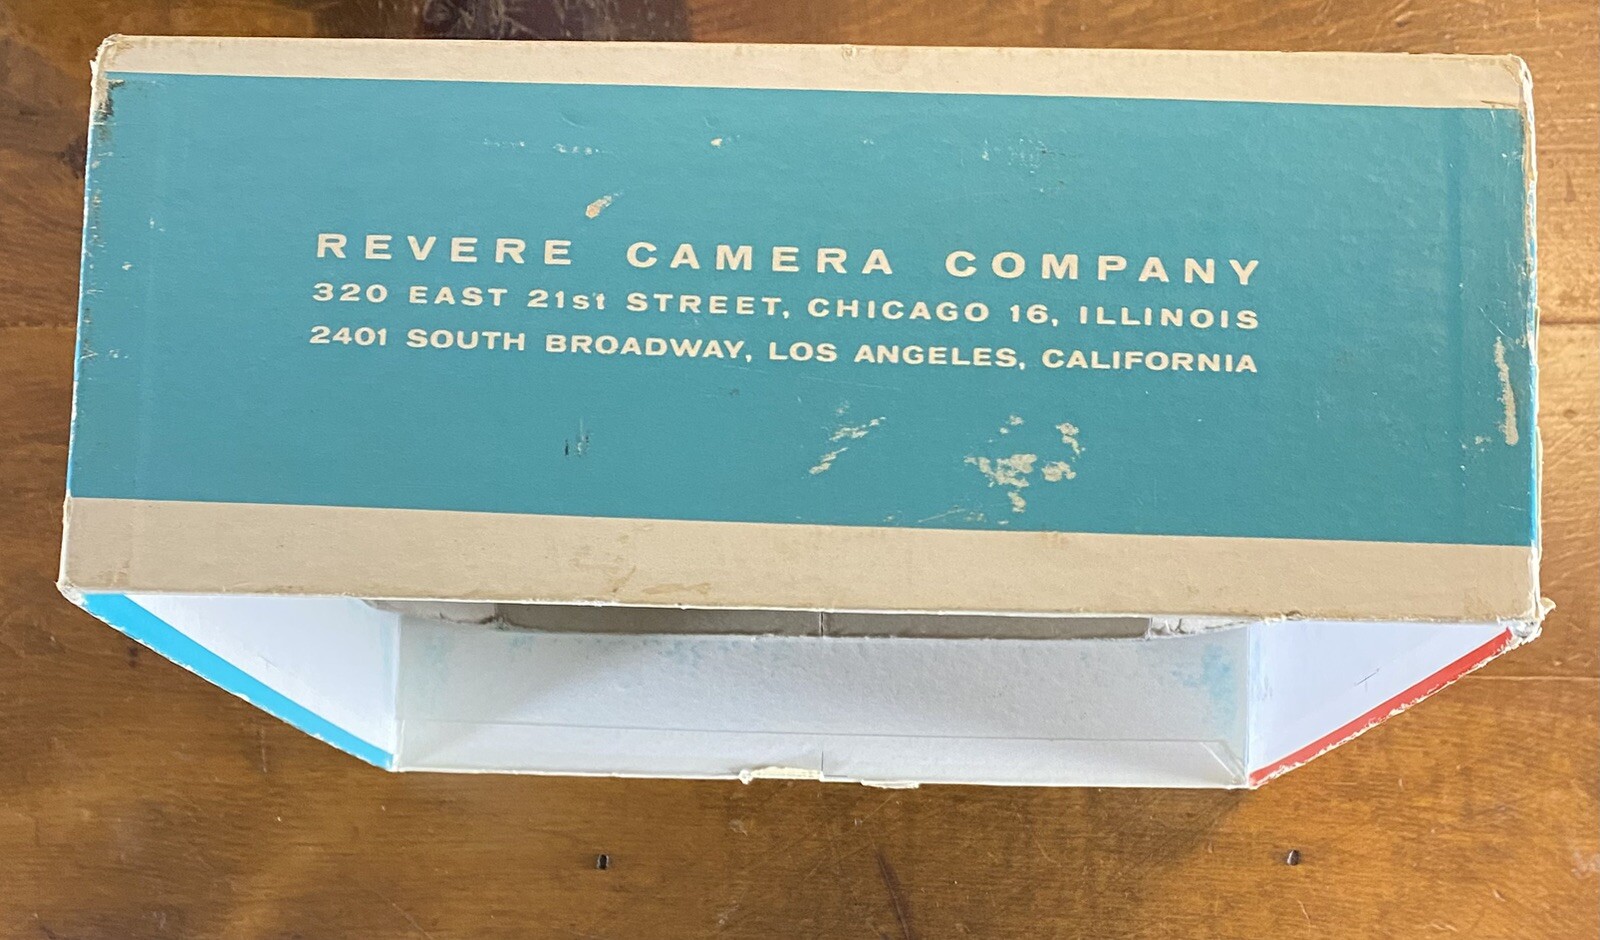 REVERE CAMERA COMPANY
320 EAST 21st STREET, CHICAGO 16, ILLINOIS
2401 SOUTH BROADWAY, LOS ANGELES, CALIFORNIA